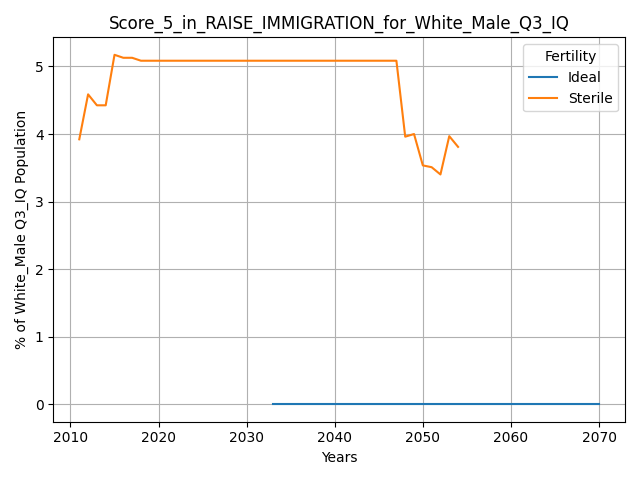 Score_5_in_RAISE_IMMIGRATION_for_White_Male_Q3_IQ
% of White_Male Q3_IQ Population
5
4
3
2
1
0
Fertility
Ideal
Sterile
2010 2020 2030 2040 2050 2060 2070
Years